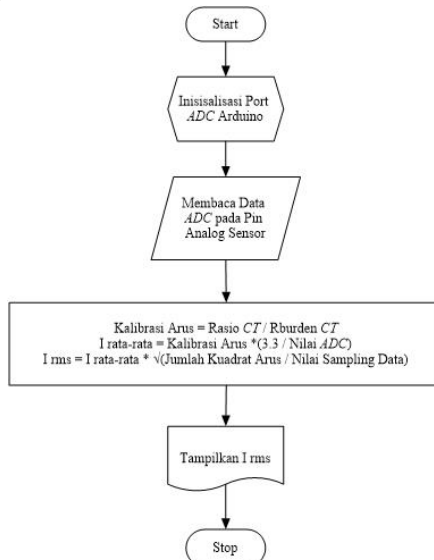 Start
Inisisalisasi Port
ADC Arduino
Membaca Data
ADC pada Pin
Analog Sensor
Kalibrasi Arus = Rasio CT / Rburden CT
I rata-rata = Kalibrasi Arus *(3.3 / Nilai ADC)
I rms = I rata-rata * √(Jumlah Kuadrat Arus / Nilai Sampling Data)
Tampilkan I rms
Stop